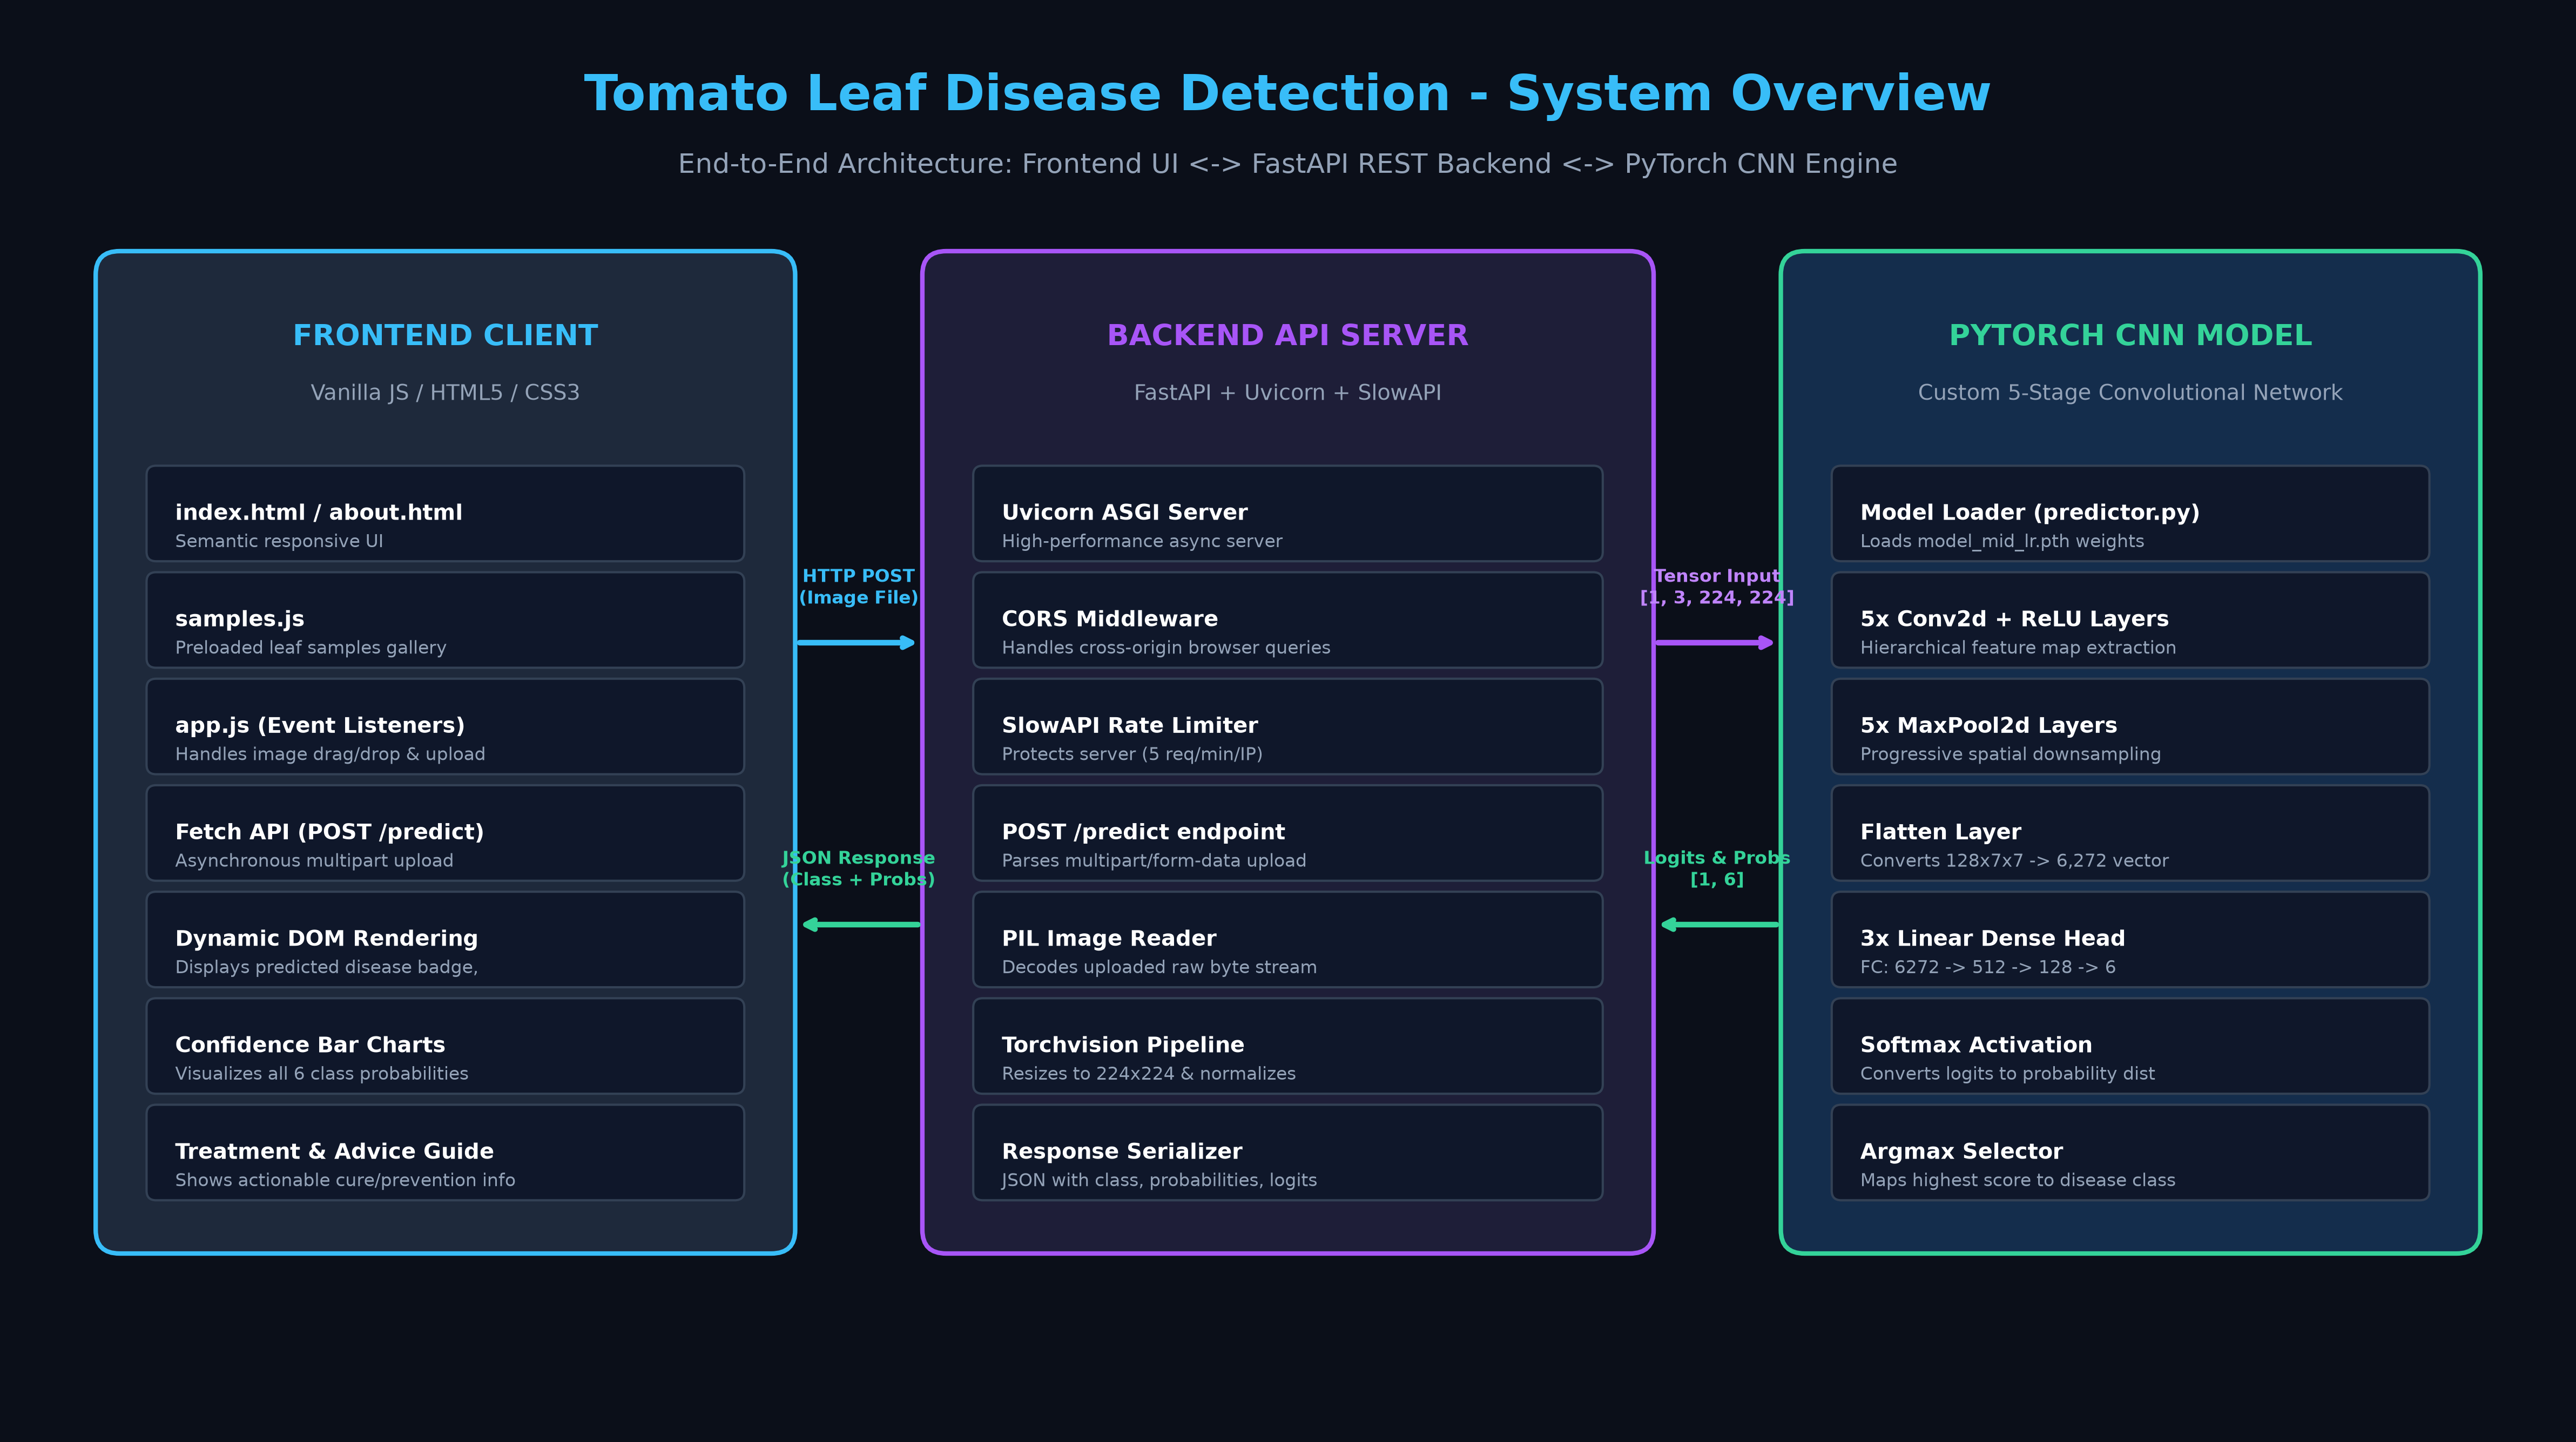 Tomato Leaf Disease Detection - System Overview
End-to-End Architecture: Frontend UI <-> FastAPI REST Backend <-> PyTorch CNN Engine
FRONTEND CLIENT
Vanilla JS / HTML5 / CSS3
index.html / about.html
Semantic responsive UI
samples.js
Preloaded leaf samples gallery
app.js (Event Listeners)
Handles image drag/drop & upload
Fetch API (POST /predict)
Asynchronous multipart upload
Dynamic DOM Rendering
Displays predicted disease badge,
Confidence Bar Charts
Visualizes all 6 class probabilities
Treatment & Advice Guide
Shows actionable cure/prevention info
HTTP POST
(Image File)
JSON Response
(Class + Probs)
BACKEND API SERVER
FastAPI + Uvicorn + SlowAPI
Uvicorn ASGI Server
High-performance async server
CORS Middleware
Handles cross-origin browser queries
SlowAPI Rate Limiter
Protects server (5 req/min/IP)
POST /predict endpoint
Parses multipart/form-data upload
PIL Image Reader
Decodes uploaded raw byte stream
Torchvision Pipeline
Resizes to 224x224 & normalizes
Response Serializer
JSON with class, probabilities, logits
Tensor Input
[1, 3, 224, 224]
Logits & Probs
[1, 6]
PYTORCH CNN MODEL
Custom 5-Stage Convolutional Network
Model Loader (predictor.py)
Loads model_mid_lr.pth weights
5x Conv2d + ReLU Layers
Hierarchical feature map extraction
5x MaxPool2d Layers
Progressive spatial downsampling
Flatten Layer
Converts 128x7x7 -> 6,272 vector
3x Linear Dense Head
FC: 6272 -> 512 -> 128 -> 6
Softmax Activation
Converts logits to probability dist
Argmax Selector
Maps highest score to disease class